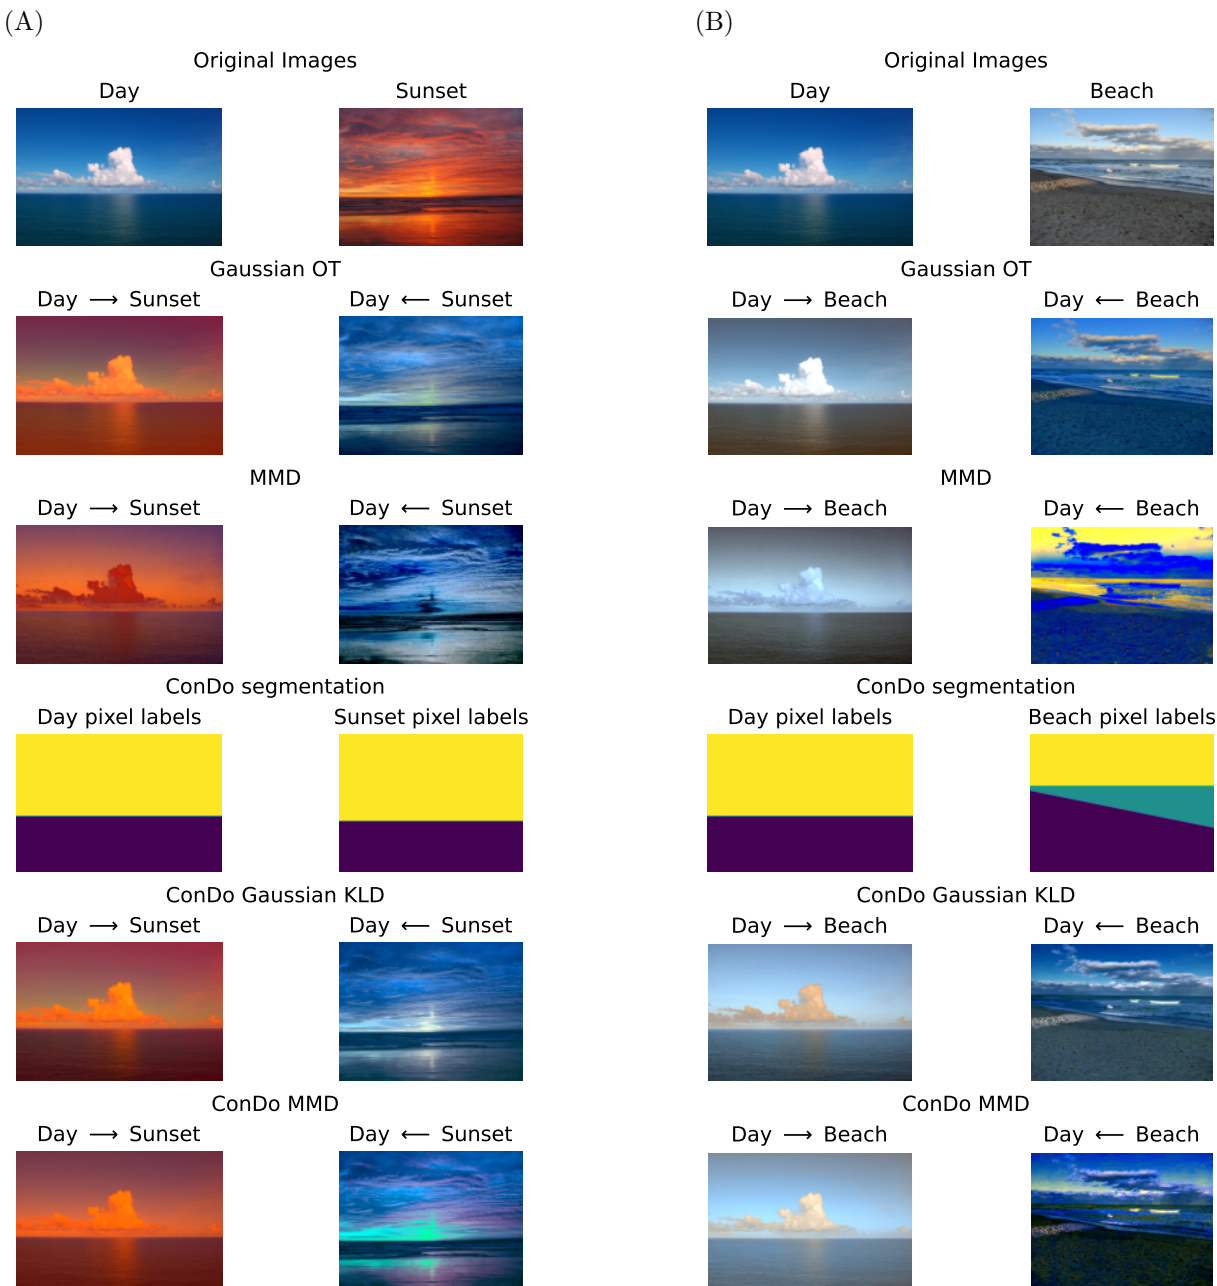 (A)
Original Images
Day Sunset
Gaussian OT
Day ⟶ Sunset Day ⟵ Sunset
MMD
Day ⟶ Sunset Day ⟵ Sunset
ConDo segmentation
Day pixel labels Sunset pixel labels
ConDo Gaussian KLD
Day ⟶ Sunset Day ⟵ Sunset
ConDo MMD
Day ⟶ Sunset Day ⟵ Sunset
(B)
Original Images
Day Beach
Gaussian OT
Day ⟶ Beach Day ⟵ Beach
MMD
Day ⟶ Beach Day ⟵ Beach
ConDo segmentation
Day pixel labels Beach pixel labels
ConDo Gaussian KLD
Day ⟶ Beach Day ⟵ Beach
ConDo MMD
Day ⟶ Beach Day ⟵ Beach